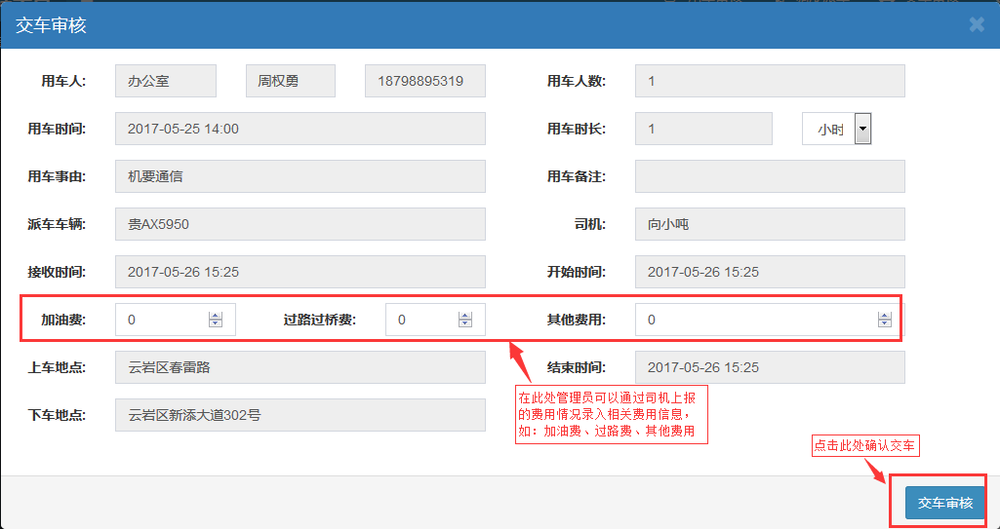 交车审核
用车人: 办公室 周权勇 18798895319 用车人数: 1
用车时间: 2017-05-25 14:00 用车时长: 1 小时
用车事由: 机要通信 用车备注:
派车车辆: 贵AX5950 司机: 向小吨
接收时间: 2017-05-26 15:25 开始时间: 2017-05-26 15:25
加油费: 0 过路过桥费: 0 其他费用: 0
上车地点: 云岩区春雷路 结束时间: 2017-05-26 15:25
在此处管理员可以通过司机上报
的费用情况录入相关费用信息,
如: 加油费、过路费、其他费用
下车地点: 云岩区新添大道302号
点击此处确认交车
交车审核